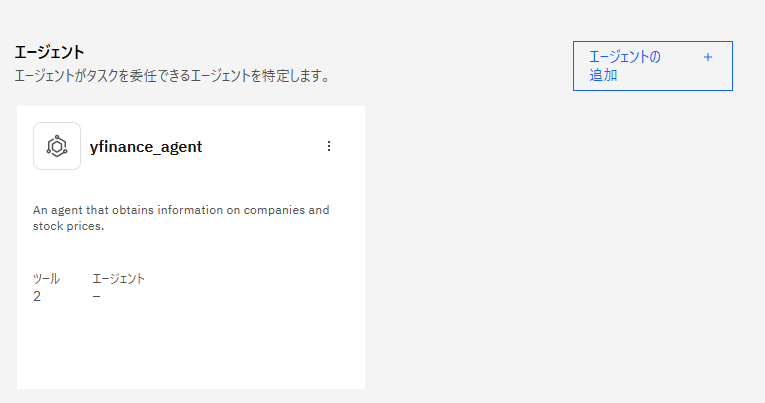 エージェント
エージェントがタスクを委任できるエージェントを特定します。
エージェントの
追加
+
yfinance_agent
An agent that obtains information on companies and
stock prices.
ツール
エージェント
2
–